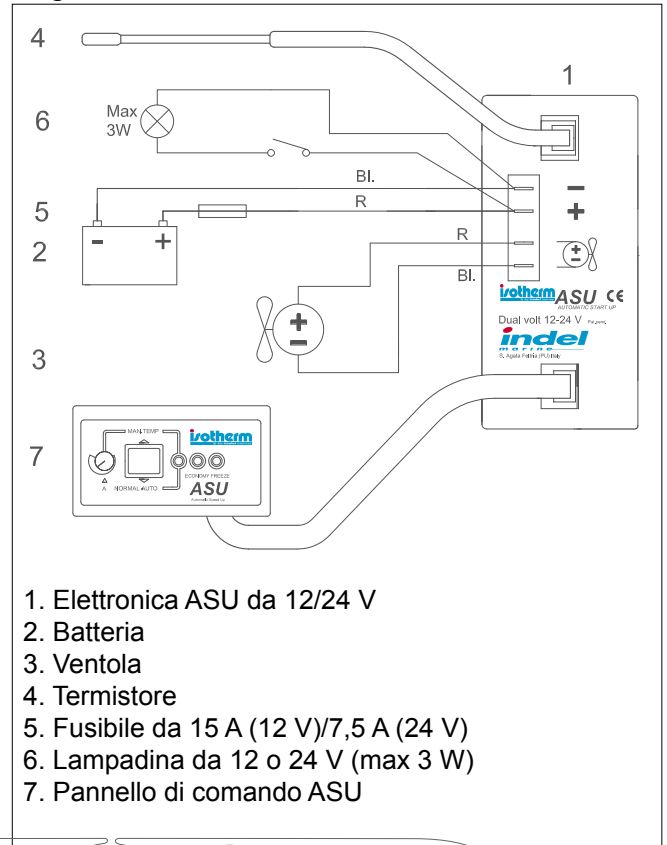 4
1
6
Max
3W
Bl.
5
R
2
- +
R
Bl.
isotherm ASU CE
AUTOMATIC START UP
Dual volt 12-24 V
indel
marine
S. Agata Feltria (PU) Italy
3
7
MAN.TEMP
isotherm
A
NORMAL AUTO
ECONOMY FREEZE
ASU
Automatic Speed Up
1. Elettronica ASU da 12/24 V
2. Batteria
3. Ventola
4. Termistore
5. Fusibile da 15 A (12 V)/7,5 A (24 V)
6. Lampadina da 12 o 24 V (max 3 W)
7. Pannello di comando ASU